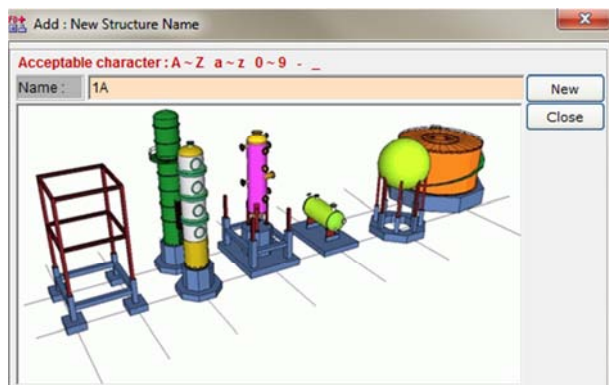 Add : New Structure Name
Acceptable character : A ~ Z a ~ z 0 ~ 9 - _
Name : 1A
New
Close